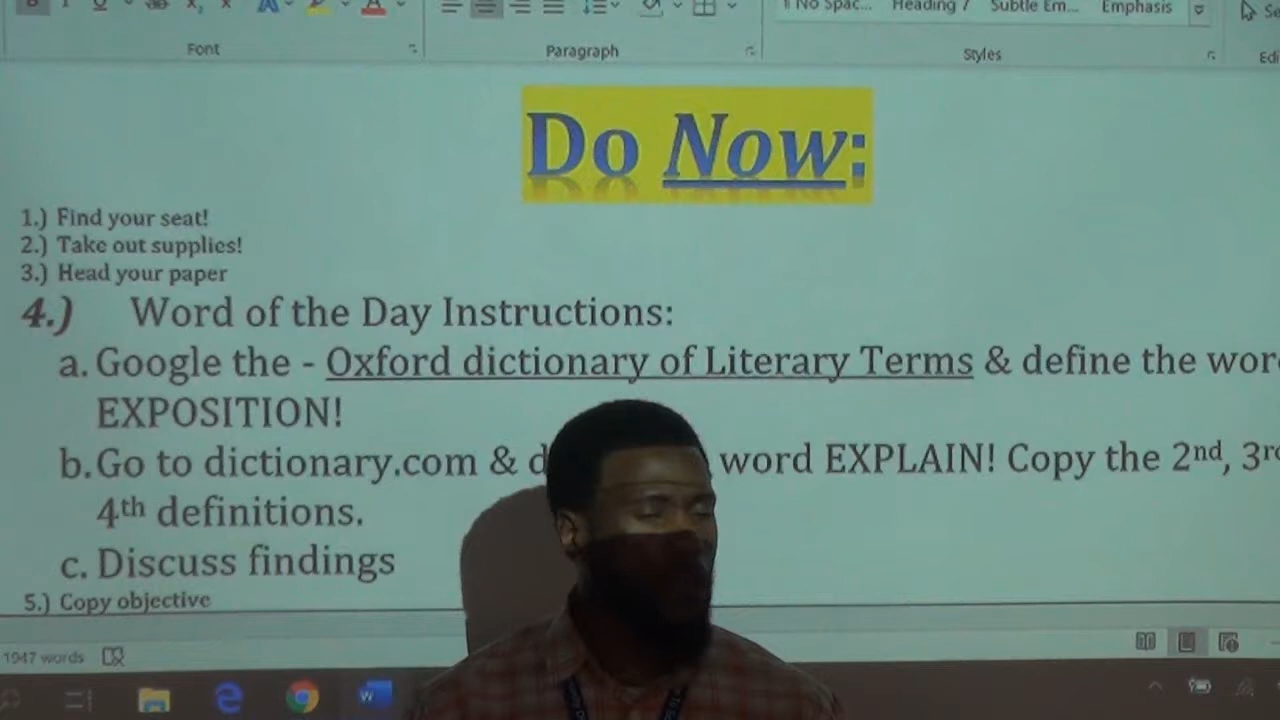 Font Paragraph Styles
No Spac... Heading 7 Subtle Em... Emphasis
Do Now:
1.) Find your seat!
2.) Take out supplies!
3.) Head your paper
4.) Word of the Day Instructions:
a. Google the - Oxford dictionary of Literary Terms & define the
EXPOSITION!
b. Go to dictionary.com & word EXPLAIN! Copy the 2nd,
4th definitions.
c. Discuss findings
5.) Copy objective
1947 words